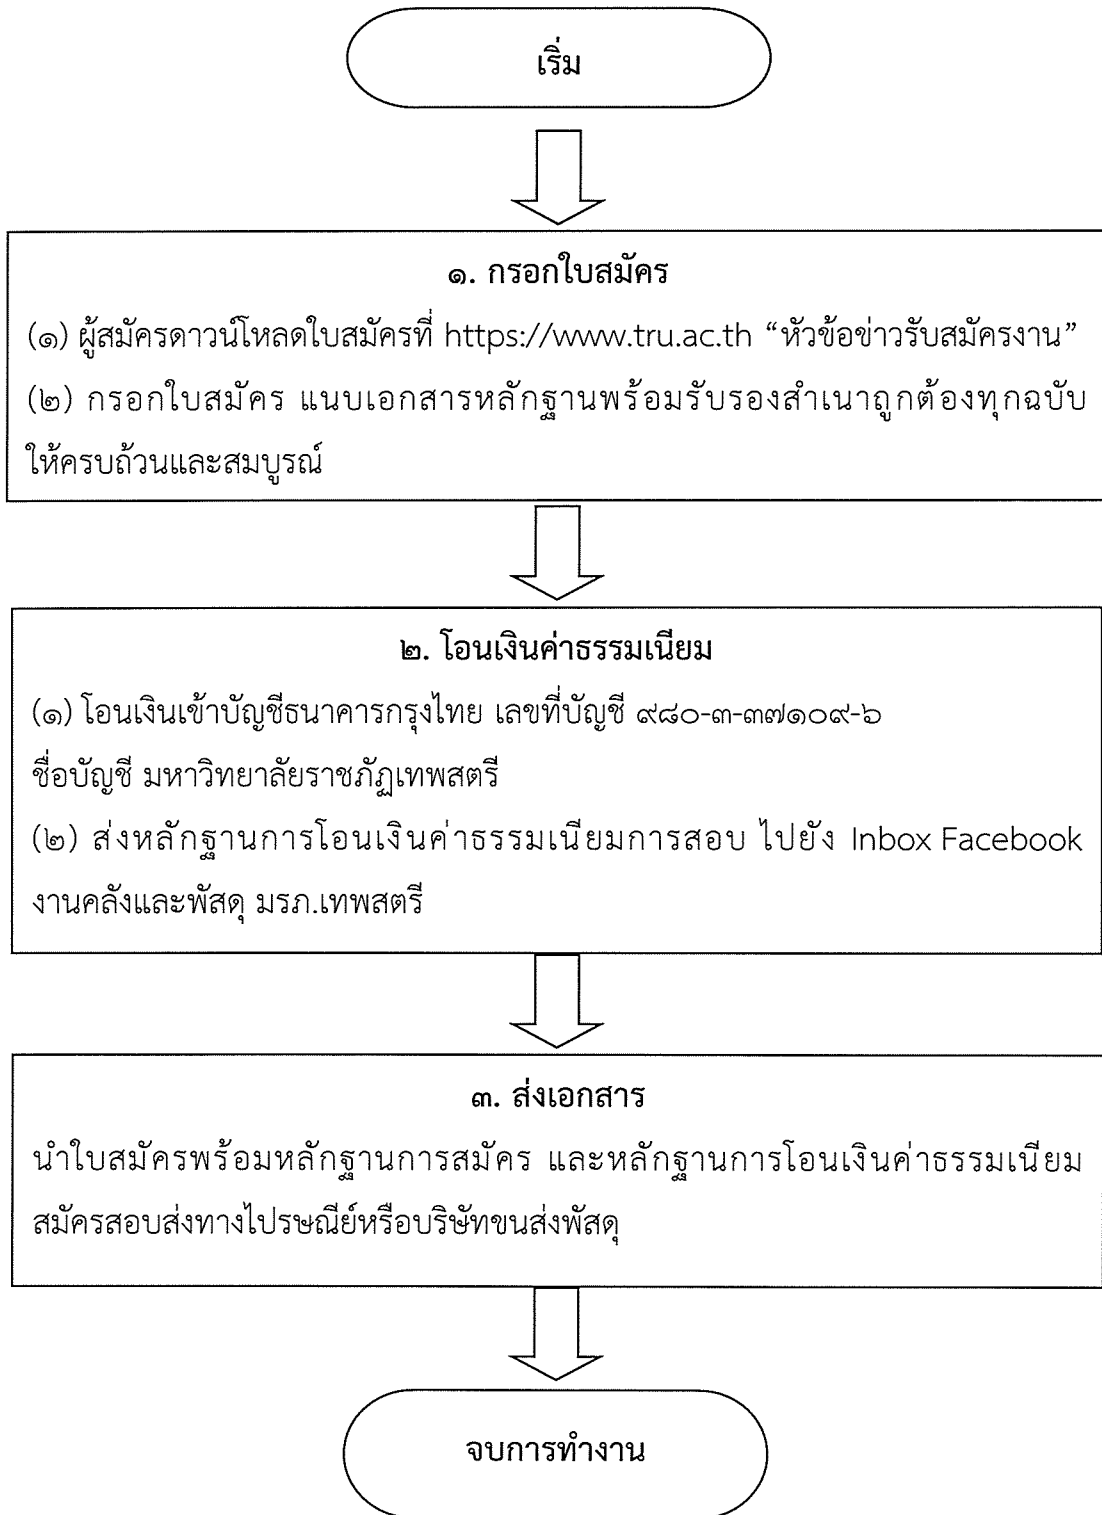 เริ่ม
๑. กรอกใบสมัคร
(๑) ผู้สมัครดาวน์โหลดใบสมัครที่ https://www.tru.ac.th “หัวข้อข่าวรับสมัครงาน”
(๒) กรอกใบสมัคร แนบเอกสารหลักฐานพร้อมรับรองสำเนาถูกต้องทุกฉบับ
ให้ครบถ้วนและสมบูรณ์
๒. โอนเงินค่าธรรมเนียม
(๑) โอนเงินเข้าบัญชีธนาคารกรุงไทย เลขที่บัญชี ๙๘๐-๓-๓๗๑๐๙-๖
ชื่อบัญชี มหาวิทยาลัยราชภัฏเทพสตรี
(๒) ส่งหลักฐานการโอนเงินค่าธรรมเนียมการสอบ ไปยัง Inbox Facebook
งานคลังและพัสดุ มรภ.เทพสตรี
๓. ส่งเอกสาร
นำใบสมัครพร้อมหลักฐานการสมัคร และหลักฐานการโอนเงินค่าธรรมเนียม
สมัครสอบส่งทางไปรษณีย์หรือบริษัทขนส่งพัสดุ
จบการทำงาน